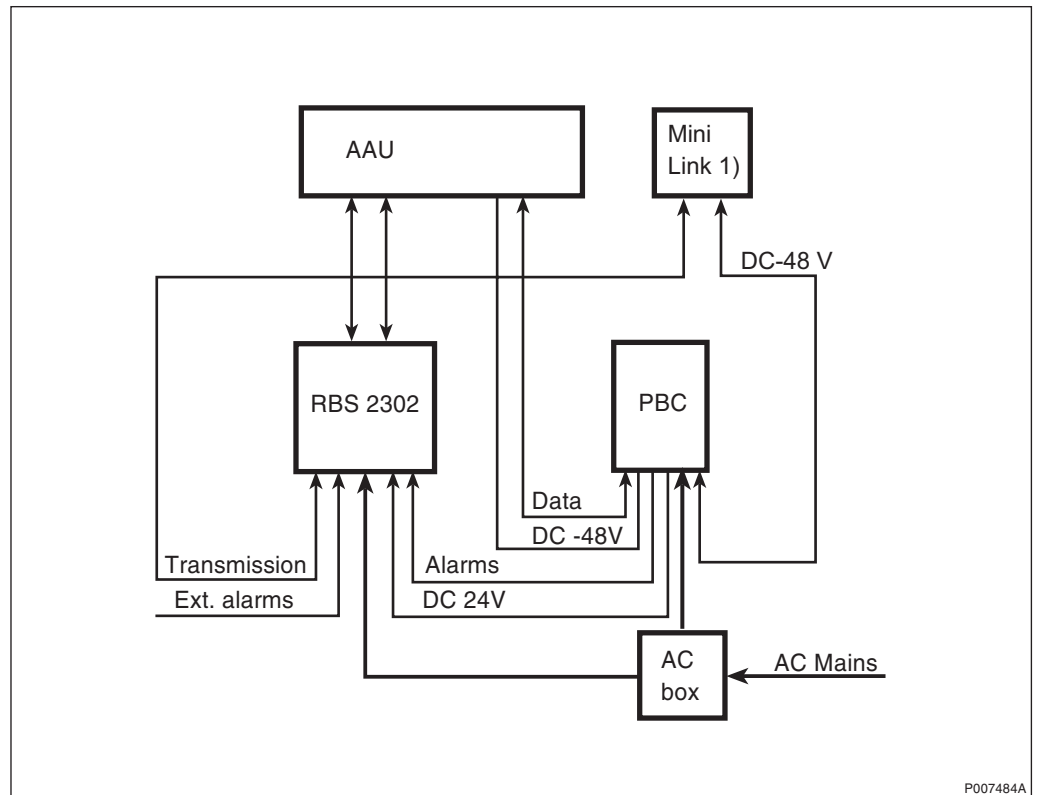 AAU
Mini
Link 1)
DC-48 V
RBS 2302
PBC
Data
DC -48V
Transmission
Alarms
Ext. alarms
DC 24V
AC
box
AC Mains
P007484A